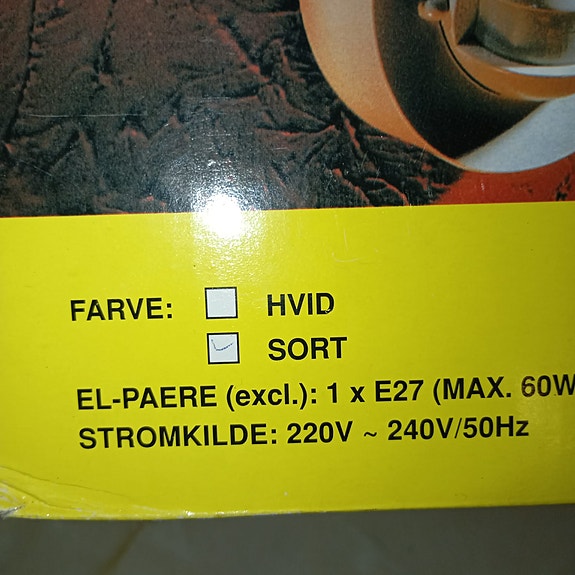 FARVE: HVID
SORT
EL-PAERE (excl.): 1 x E27 (MAX. 60W
STROMKILDE: 220V ~ 240V/50Hz